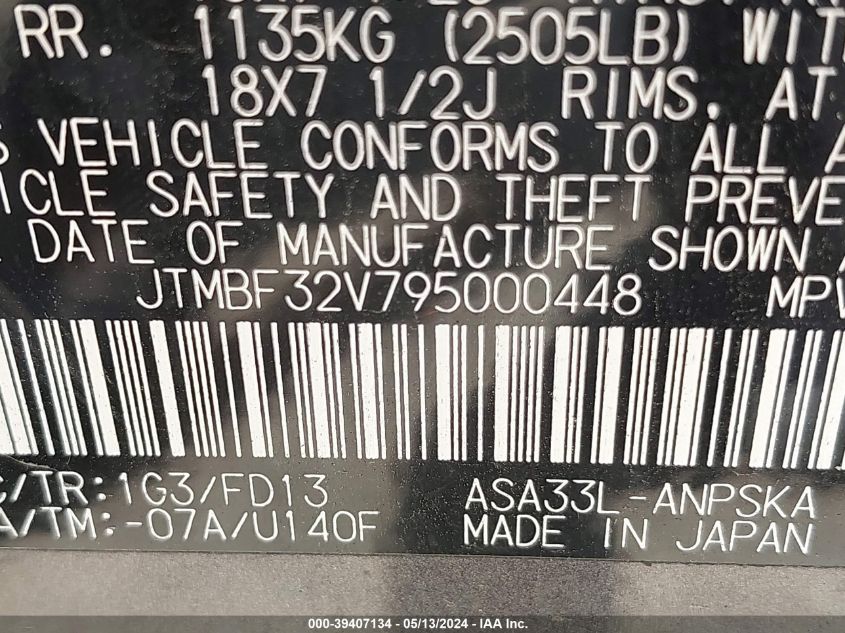 RR. 1135KG (2505LB) WIT
18X7 1/2J RIMS, AT
S VEHICLE CONFORMS TO ALL A
ICLE SAFETY AND THEFT PREVE
E DATE OF MANUFACTURE SHOWN A
JTMBF32V795000448 MPV
C/TR:1G3/FD13 ASA33L-ANPSKA
A/TM:-07A/U140F MADE IN JAPAN
000-39407134 - 05/13/2024 - IAA Inc.